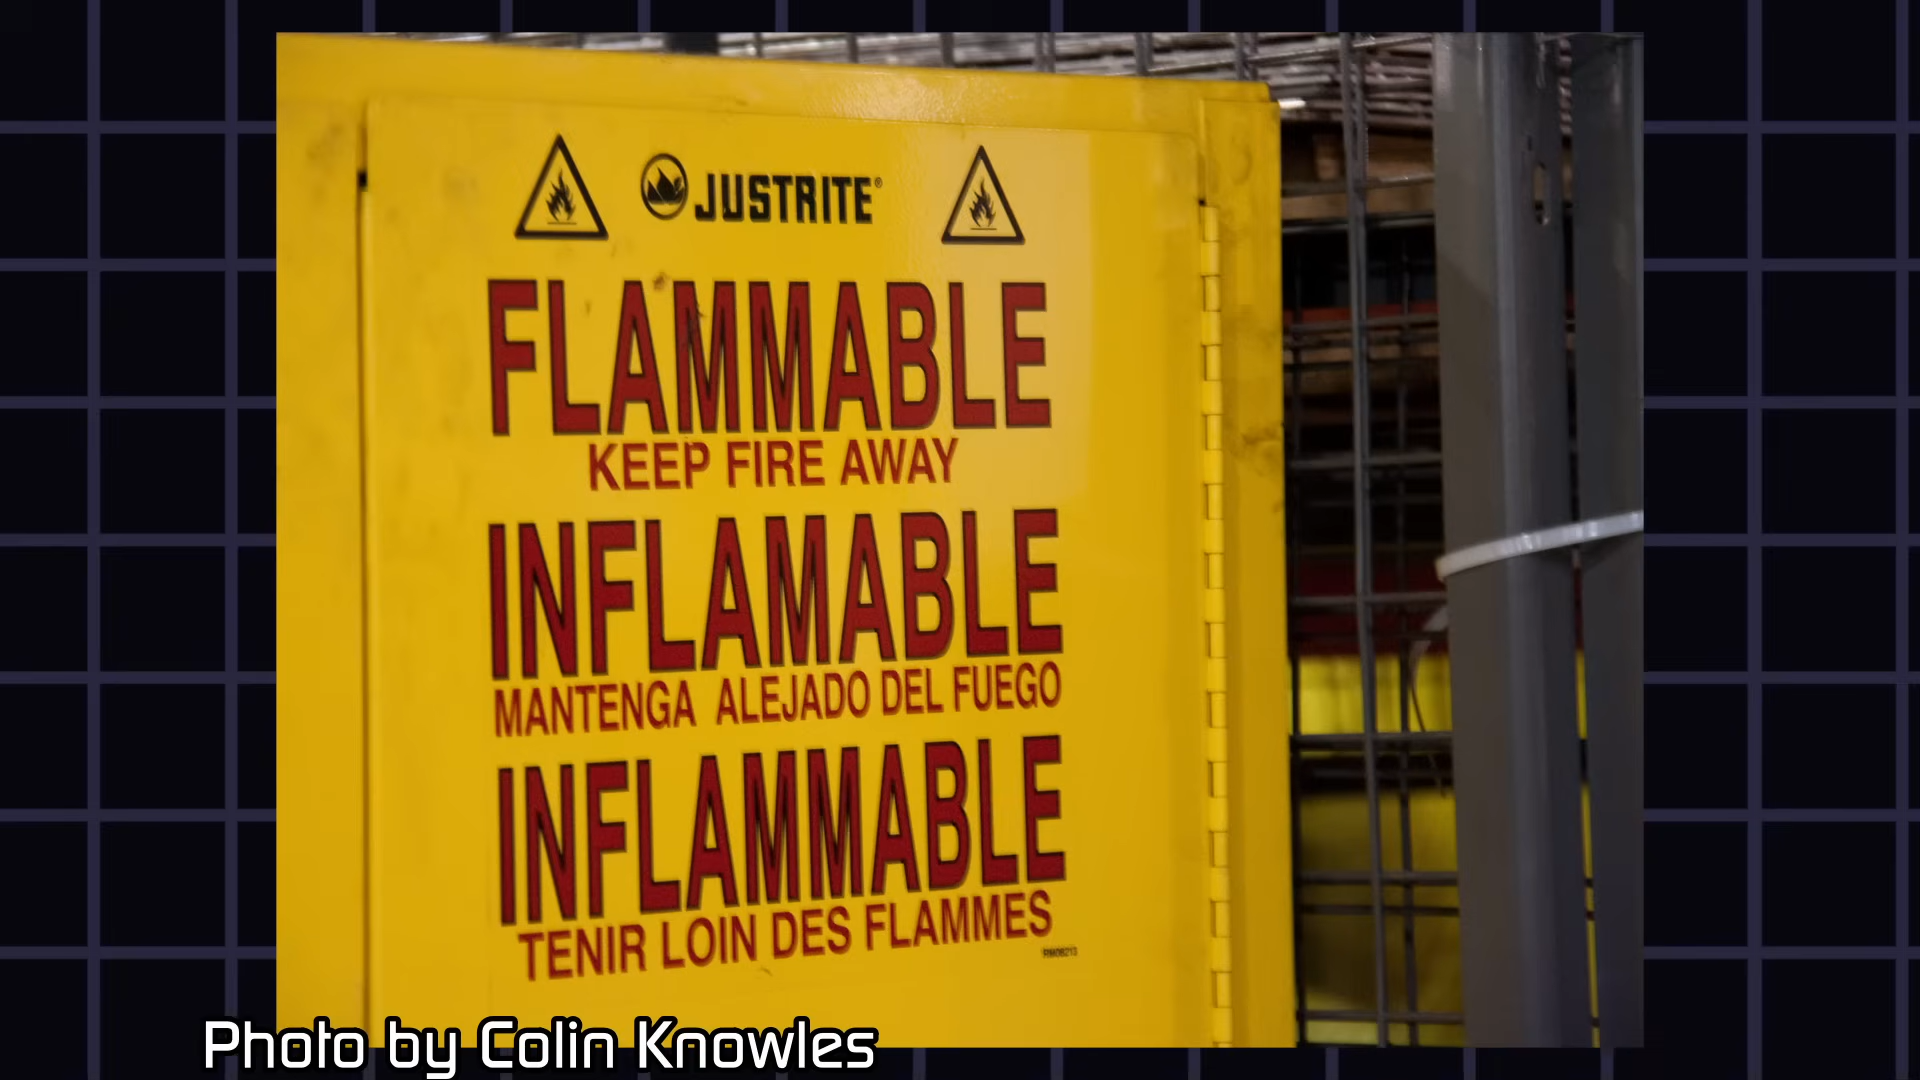 JUSTRITE®
FLAMMABLE
KEEP FIRE AWAY
INFLAMABLE
MANTENGA ALEJADO DEL FUEGO
INFLAMMABLE
TENIR LOIN DES FLAMMES
Photo by Colin Knowles